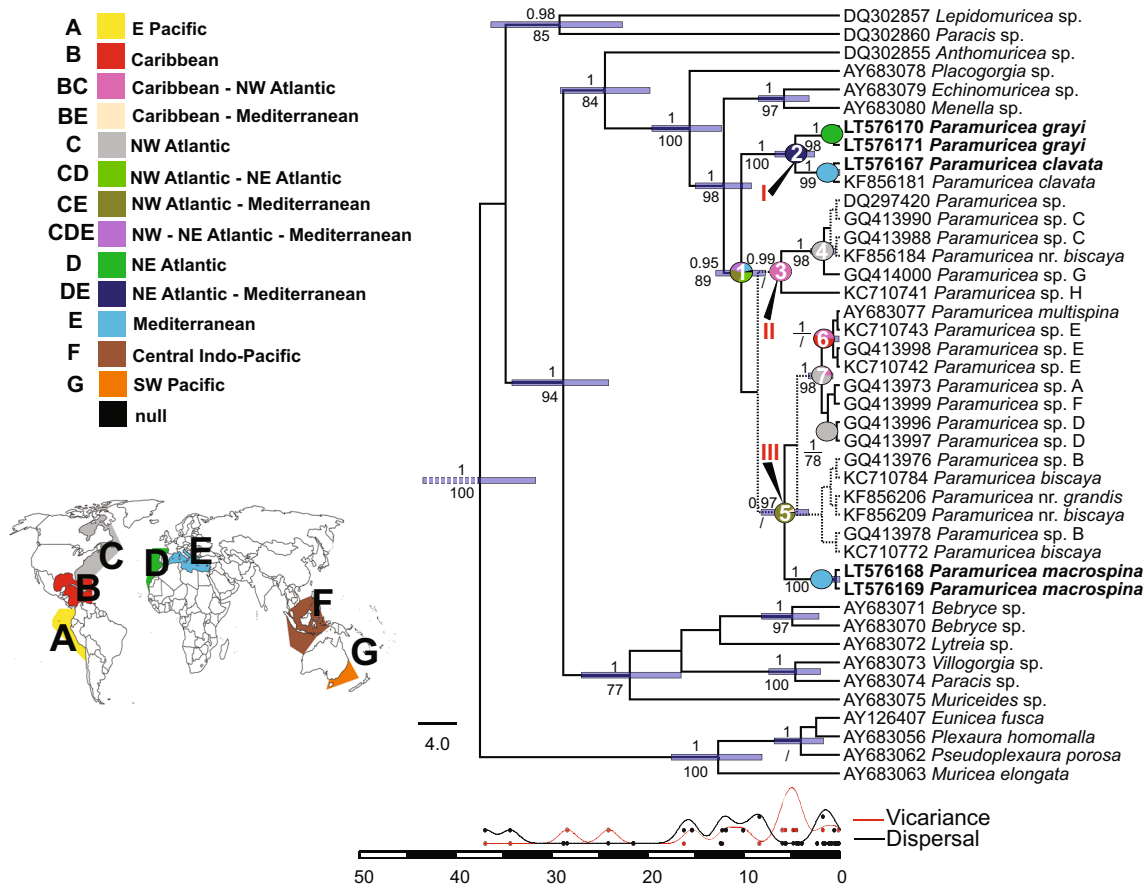 A E Pacific
B Caribbean
BC Caribbean - NW Atlantic
BE Caribbean - Mediterranean
C NW Atlantic
CD NW Atlantic - NE Atlantic
CE NW Atlantic - Mediterranean
CDE NW - NE Atlantic - Mediterranean
D NE Atlantic
DE NE Atlantic - Mediterranean
E Mediterranean
F Central Indo-Pacific
G SW Pacific
null
A
B
C
D
E
F
G
4.0
DQ302857 Lepidomuricea sp.
DQ302860 Paracis sp.
DQ302855 Anthomuricea sp.
AY683078 Placogorgia sp.
AY683079 Echinomuricea sp.
AY683080 Menella sp.
LT576170 Paramuricea grayi
LT576171 Paramuricea grayi
LT576167 Paramuricea clavata
KF856181 Paramuricea clavata
DQ297420 Paramuricea sp.
GQ413990 Paramuricea sp. C
GQ413988 Paramuricea sp. C
KF856184 Paramuricea nr. biscaya
GQ414000 Paramuricea sp. G
KC710741 Paramuricea sp. H
AY683077 Paramuricea multispina
KC710743 Paramuricea sp. E
GQ413998 Paramuricea sp. E
KC710742 Paramuricea sp. E
GQ413973 Paramuricea sp. A
GQ413999 Paramuricea sp. F
GQ413996 Paramuricea sp. D
GQ413997 Paramuricea sp. D
GQ413976 Paramuricea sp. B
KC710784 Paramuricea biscaya
KF856206 Paramuricea nr. grandis
KF856209 Paramuricea nr. biscaya
GQ413978 Paramuricea sp. B
KC710772 Paramuricea biscaya
LT576168 Paramuricea macrospina
LT576169 Paramuricea macrospina
AY683071 Bebryce sp.
AY683070 Bebryce sp.
AY683072 Lytreia sp.
AY683073 Villogorgia sp.
AY683074 Paracis sp.
AY683075 Muriceides sp.
AY126407 Eunicea fusca
AY683056 Plexaura homomalla
AY683062 Pseudoplexaura porosa
AY683063 Muricea elongata
0.98
85
1
84
1
100
1
97
1
98
1
100
2
1
98
1
99
I
0.95
89
1
0.99
/
3
1
98
4
II
1
/
6
1
98
7
III
1
78
0.97
/
5
1
100
1
94
1
100
1
97
1
77
1
100
1
/
1
100
Vicariance
Dispersal
50 40 30 20 10 0